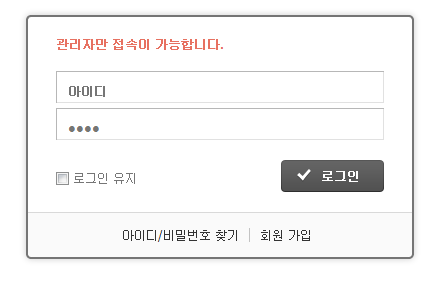 관리자만 접속이 가능합니다.
아이디
●●●●
로그인 유지
로그인
아이디/비밀번호 찾기 | 회원 가입